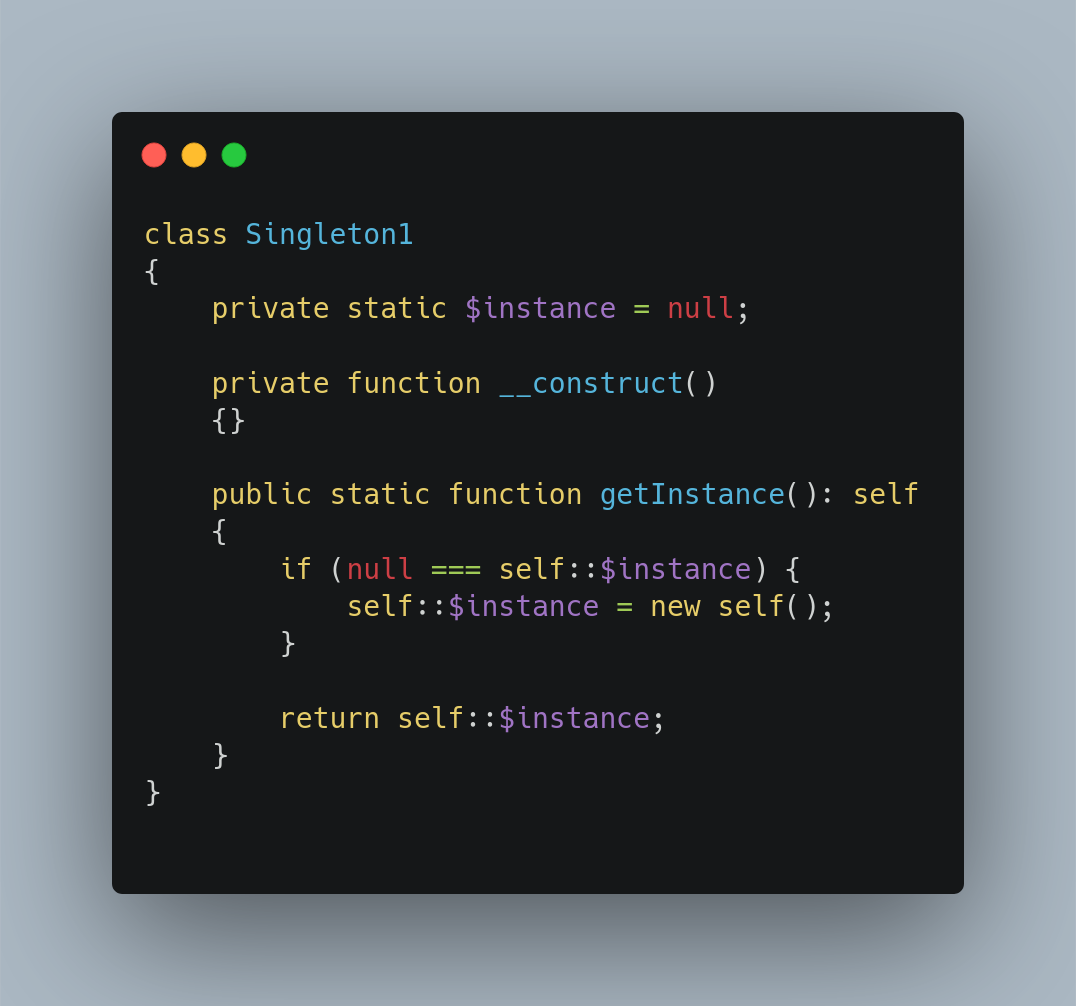 class Singleton1
{
    private static $instance = null;

    private function __construct()
    {}

    public static function getInstance(): self
    {
        if (null === self::$instance) {
            self::$instance = new self();
        }

        return self::$instance;
    }
}